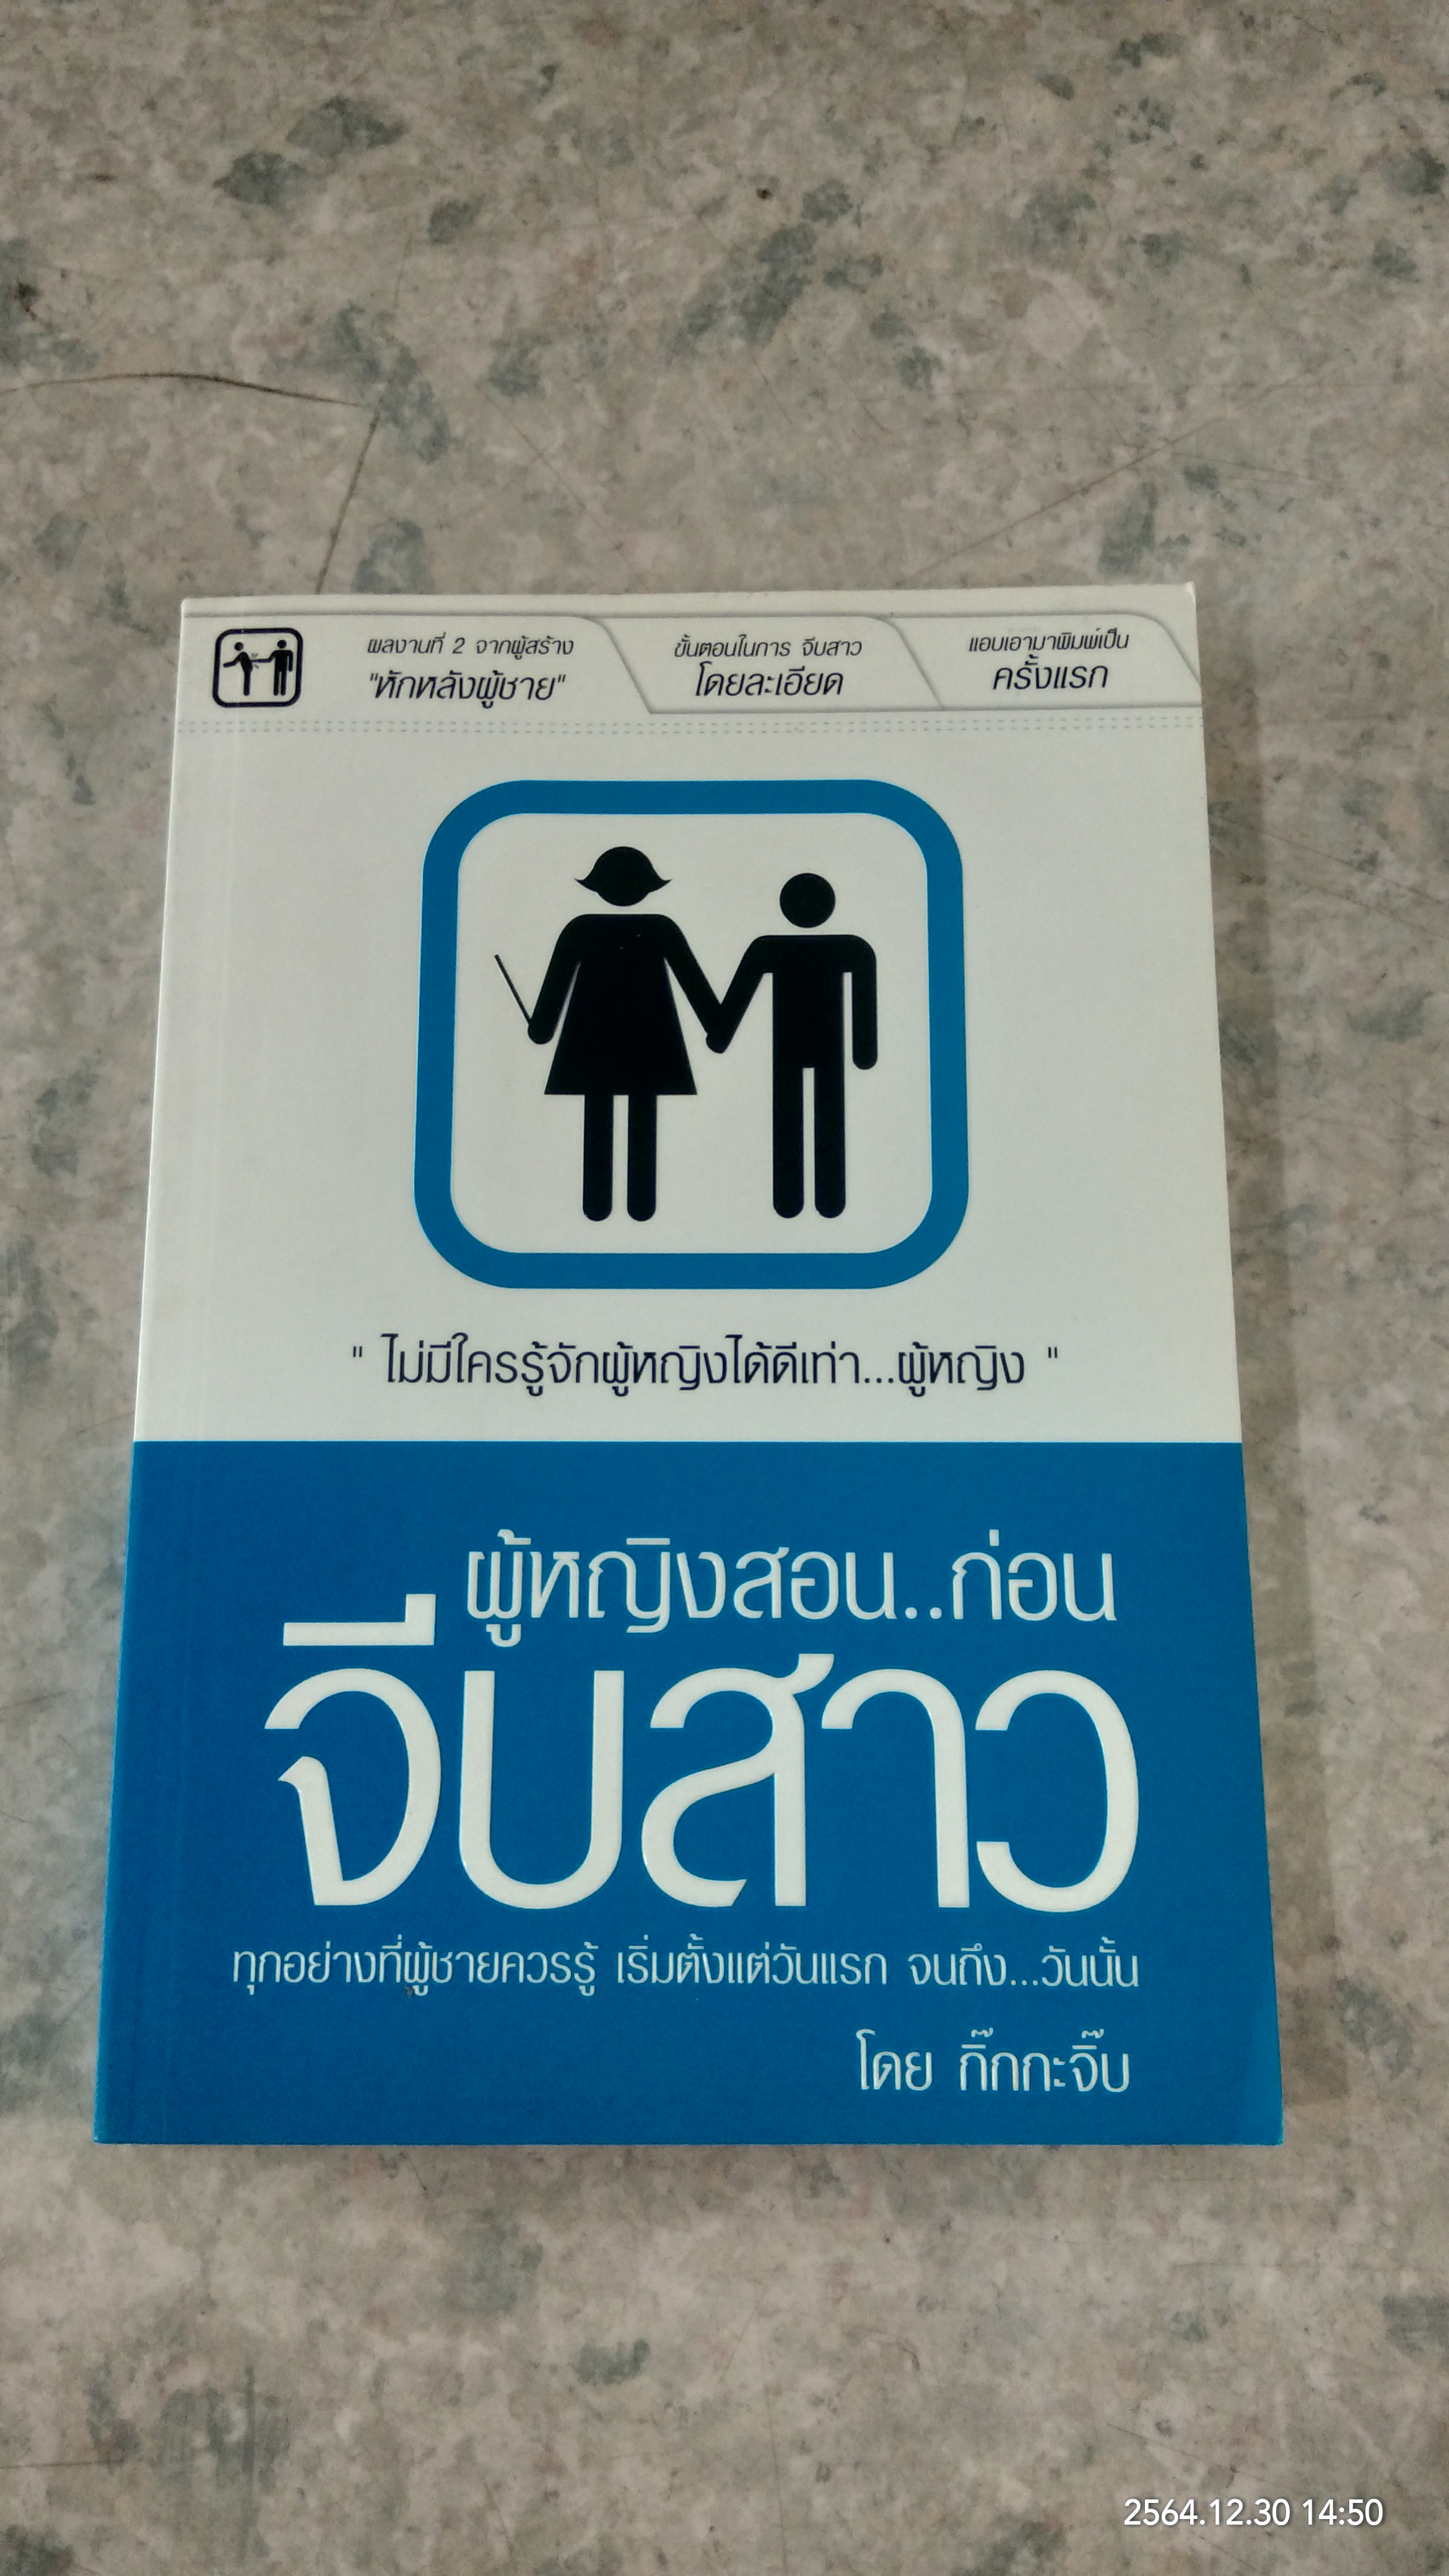 ผลงานที่ 2 จากผู้สร้าง
"หักหลังผู้ชาย"
ขั้นตอนในการ จีบสาว
โดยละเอียด
แอบเอามาพิมพ์เป็น
ครั้งแรก
" ไม่มีใครรู้จักผู้หญิงได้ดีเท่า...ผู้หญิง "
ผู้หญิงสอน..ก่อน
จีบสาว
ทุกอย่างที่ผู้ชายควรรู้ เริ่มตั้งแต่วันแรก จนถึง...วันนั้น
โดย กิ๊กกะจิ๊บ
2564.12.30 14:50